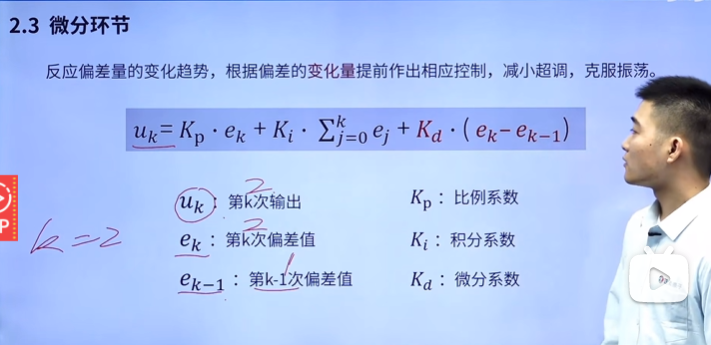 2.3 微分环节
反应偏差量的变化趋势，根据偏差的变化量提前作出相应控制，减小超调，克服振荡。
u_k = K_p · e_k + K_i · ∑_{j=0}^{k} e_j + K_d · ( e_k − e_{k−1} )
2
u_k： 第k次输出 K_p： 比例系数
2
k=2 e_k： 第k次偏差值 K_i： 积分系数
1
e_{k−1}： 第k-1次偏差值 K_d： 微分系数
P